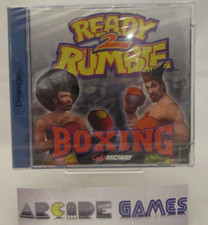 READY
2
RUMBLE
BOXING
MIDWAY
Dreamcast
ARCADE GAMES